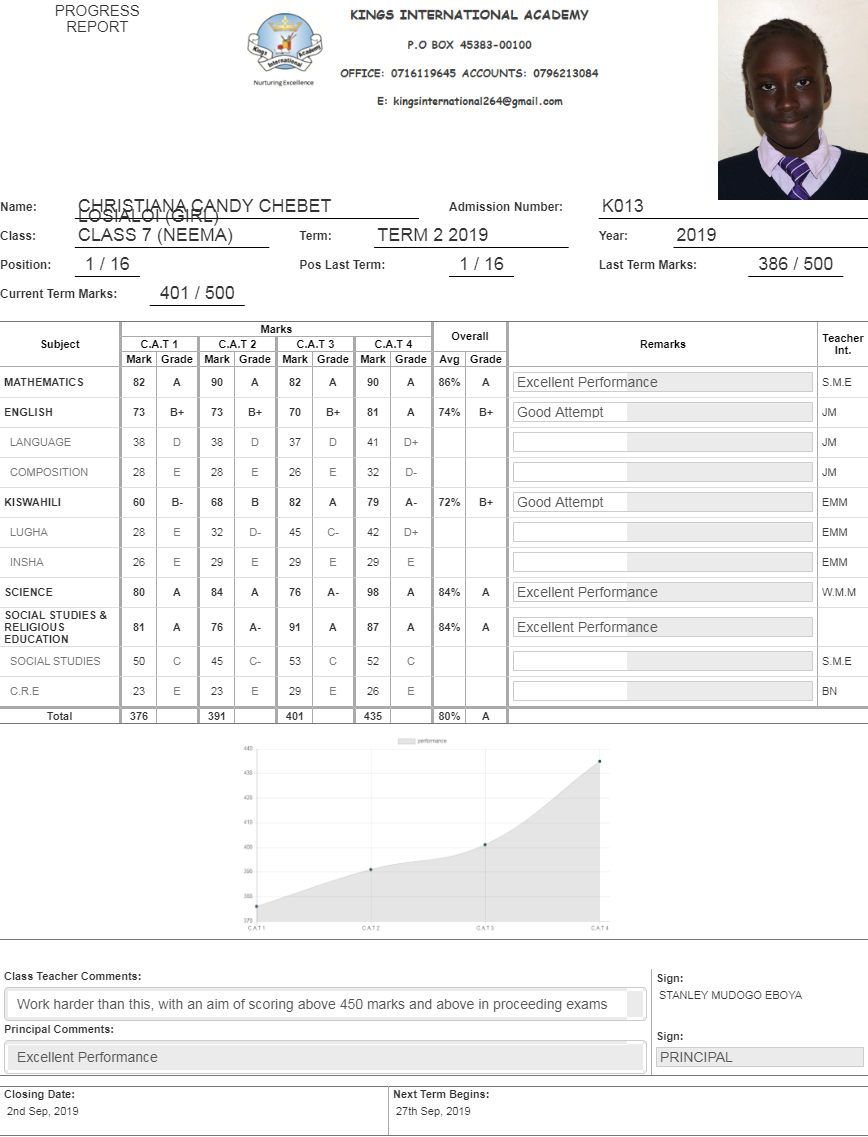 PROGRESS
REPORT
KINGS INTERNATIONAL ACADEMY
P.O BOX 45383-00100
OFFICE: 0716119645 ACCOUNTS: 0796213084
E: kingsinternational264@gmail.com
Kings International Academy
Nurturing Excellence
Name: CHRISTIANA CANDY CHEBET LOSIALOI (GIRL) Admission Number: K013
Class: CLASS 7 (NEEMA) Term: TERM 2 2019 Year: 2019
Position: 1 / 16 Pos Last Term: 1 / 16 Last Term Marks: 386 / 500
Current Term Marks: 401 / 500
Subject Marks Overall Remarks Teacher Int.
C.A.T 1 C.A.T 2 C.A.T 3 C.A.T 4
Mark Grade Mark Grade Mark Grade Mark Grade Avg Grade
MATHEMATICS 82 A 90 A 82 A 90 A 86% A Excellent Performance S.M.E
ENGLISH 73 B+ 73 B+ 70 B+ 81 A 74% B+ Good Attempt JM
LANGUAGE 38 D 38 D 37 D 41 D+ JM
COMPOSITION 28 E 28 E 26 E 32 D- JM
KISWAHILI 60 B- 68 B 82 A 79 A- 72% B+ Good Attempt EMM
LUGHA 28 E 32 D- 45 C- 42 D+ EMM
INSHA 26 E 29 E 29 E 29 E EMM
SCIENCE 80 A 84 A 76 A- 98 A 84% A Excellent Performance W.M.M
SOCIAL STUDIES &
RELIGIOUS
EDUCATION 81 A 76 A- 91 A 87 A 84% A Excellent Performance
SOCIAL STUDIES 50 C 45 C- 53 C 52 C S.M.E
C.R.E 23 E 23 E 29 E 26 E BN
Total 376 391 401 435 80% A
performance
440
430
420
410
400
390
380
370
CAT1 CAT2 CAT3 CAT4
Class Teacher Comments:
Work harder than this, with an aim of scoring above 450 marks and above in proceeding exams
Sign:
STANLEY MUDOGO EBOYA
Principal Comments:
Excellent Performance
Sign:
PRINCIPAL
Closing Date: Next Term Begins:
2nd Sep, 2019 27th Sep, 2019